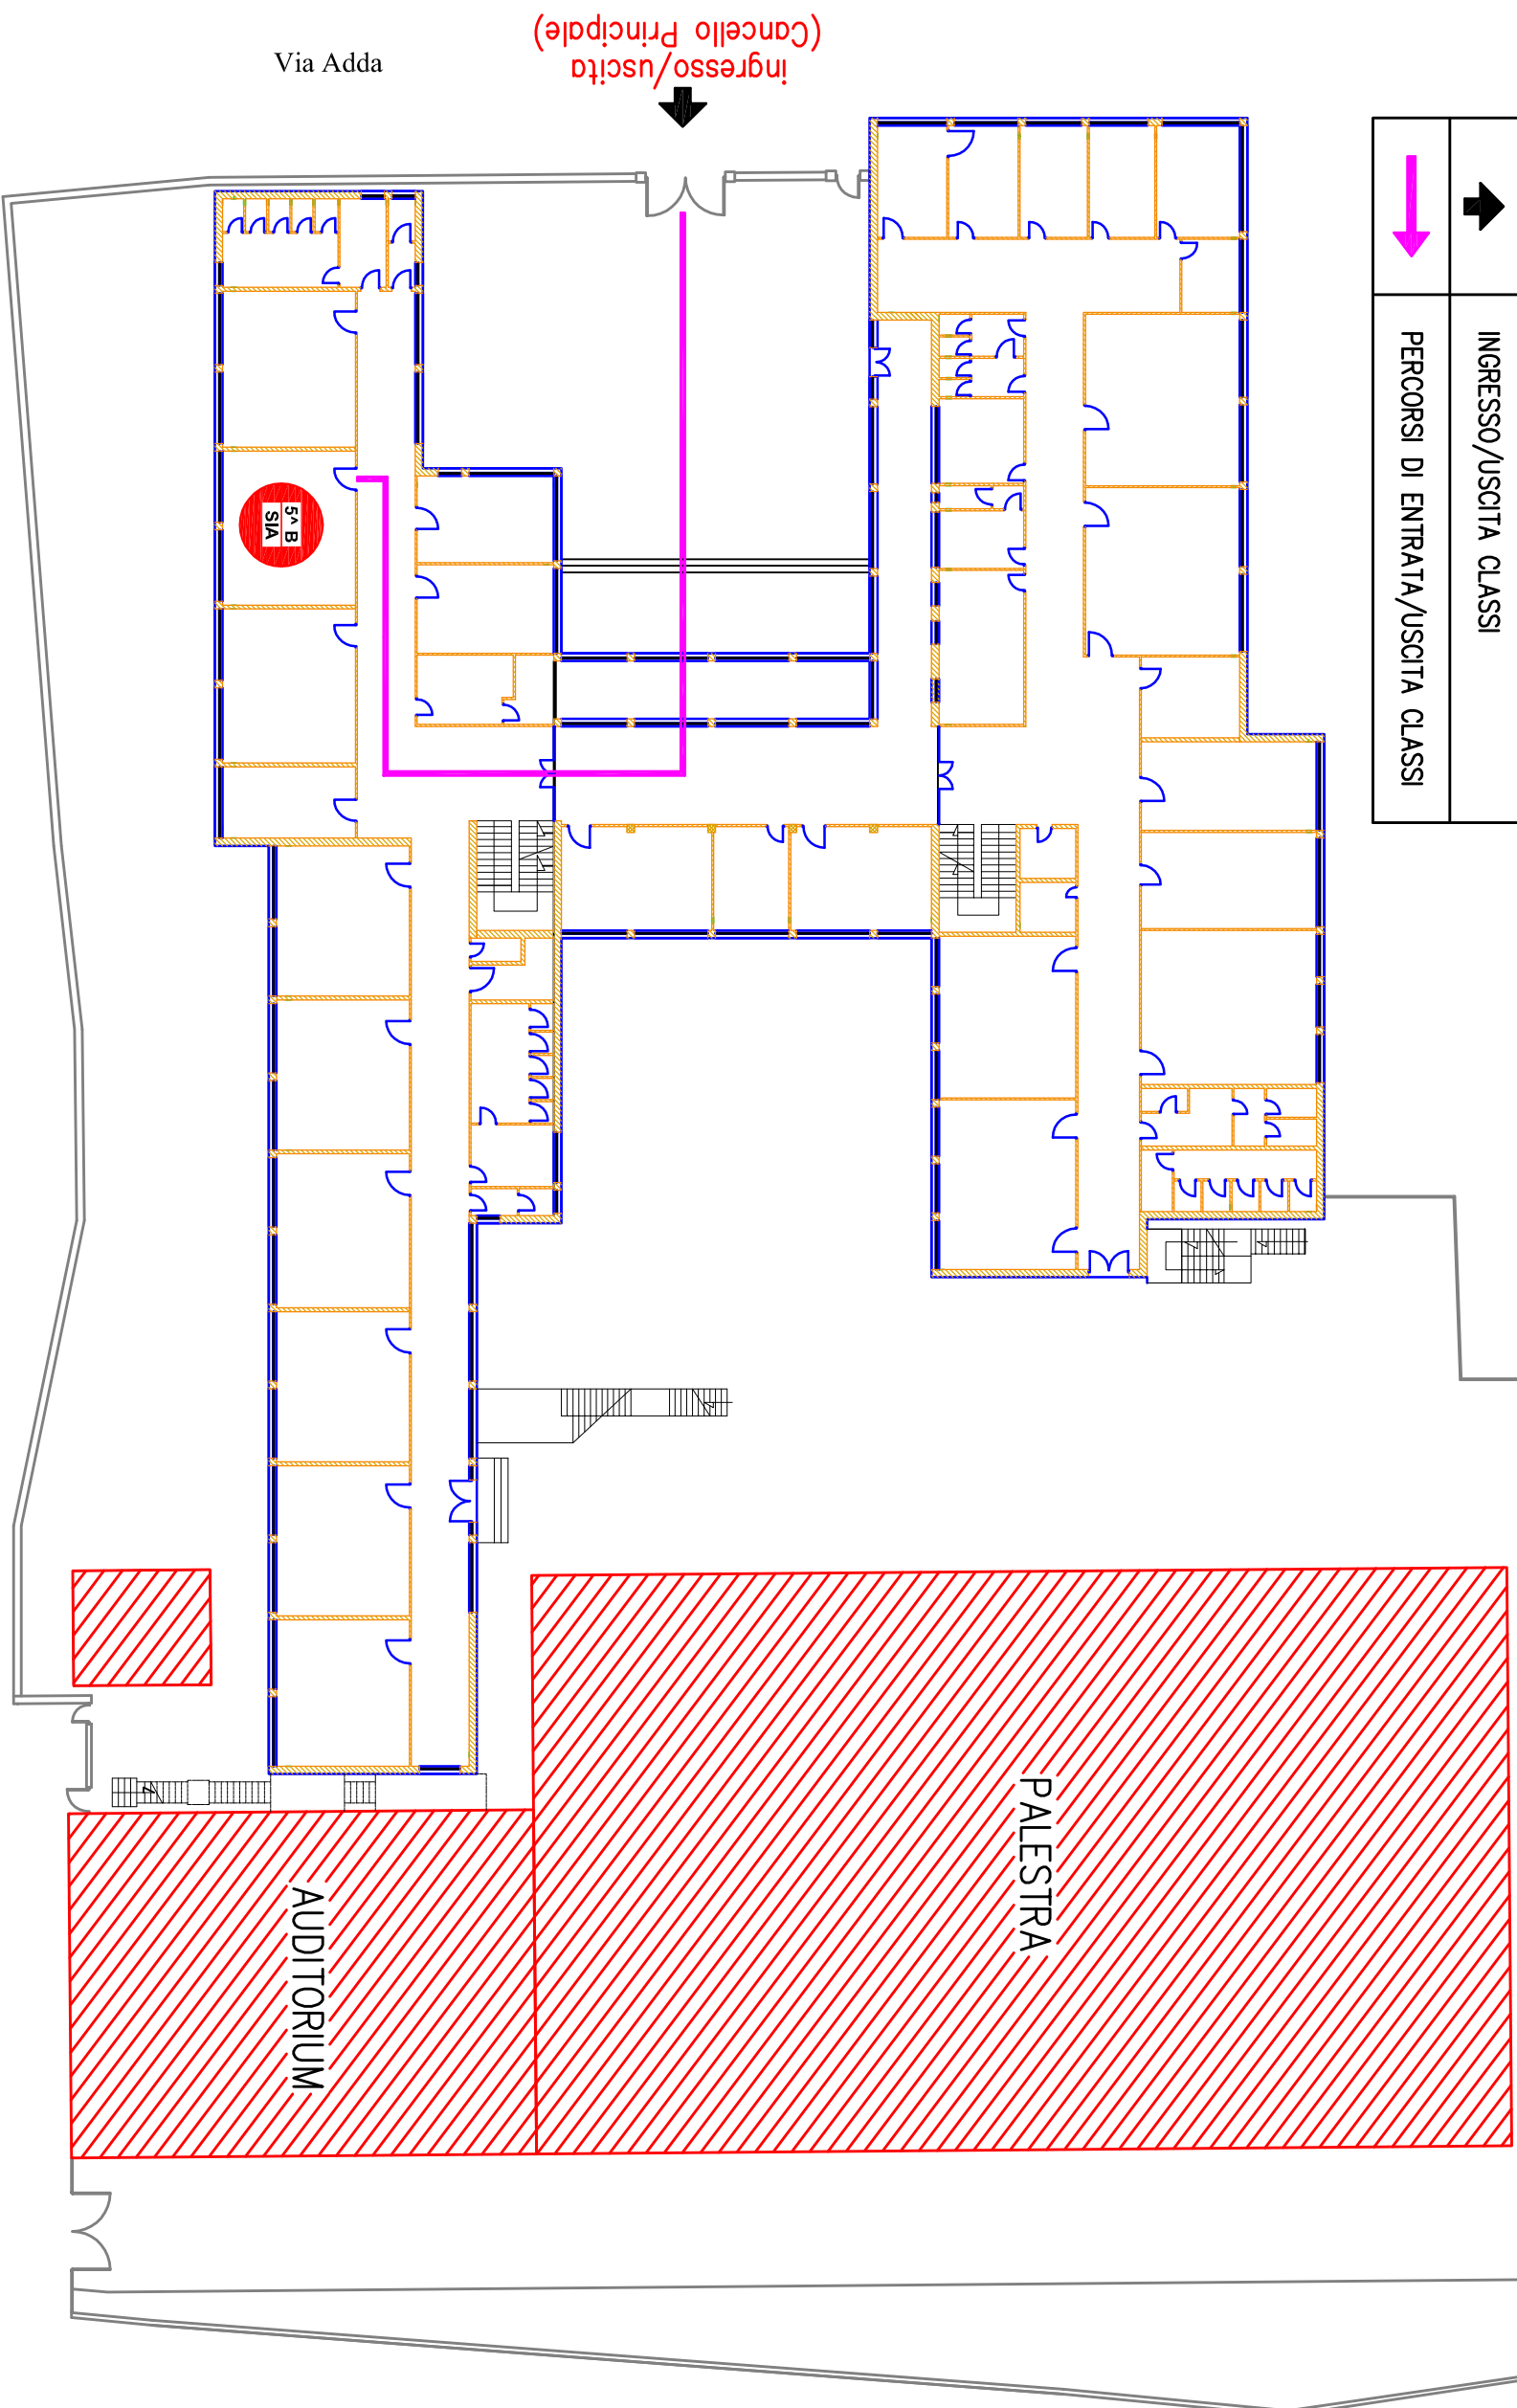 Via Adda
ingresso/uscita
(Cancello Principale)
INGRESSO/USCITA CLASSI
PERCORSI DI ENTRATA/USCITA CLASSI
5^ B
SIA
PALESTRA
AUDITORIUM